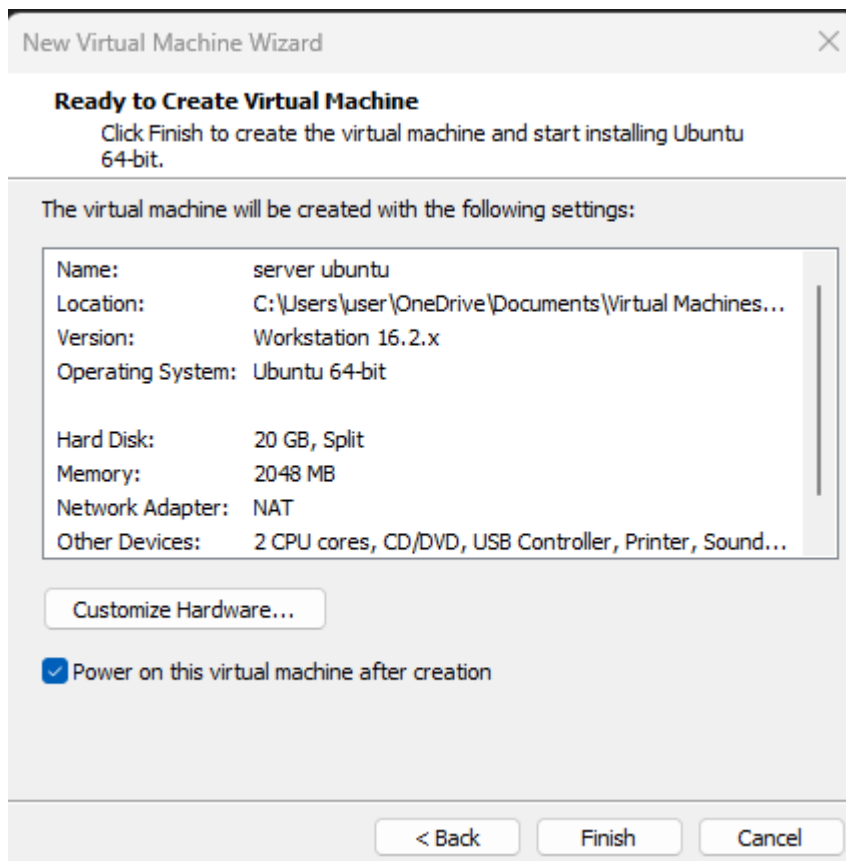 New Virtual Machine Wizard
Ready to Create Virtual Machine
Click Finish to create the virtual machine and start installing Ubuntu
64-bit.
The virtual machine will be created with the following settings:
Name: server ubuntu
Location: C:\Users\user\OneDrive\Documents\Virtual Machines...
Version: Workstation 16.2.x
Operating System: Ubuntu 64-bit
Hard Disk: 20 GB, Split
Memory: 2048 MB
Network Adapter: NAT
Other Devices: 2 CPU cores, CD/DVD, USB Controller, Printer, Sound...
Customize Hardware...
Power on this virtual machine after creation
< Back Finish Cancel